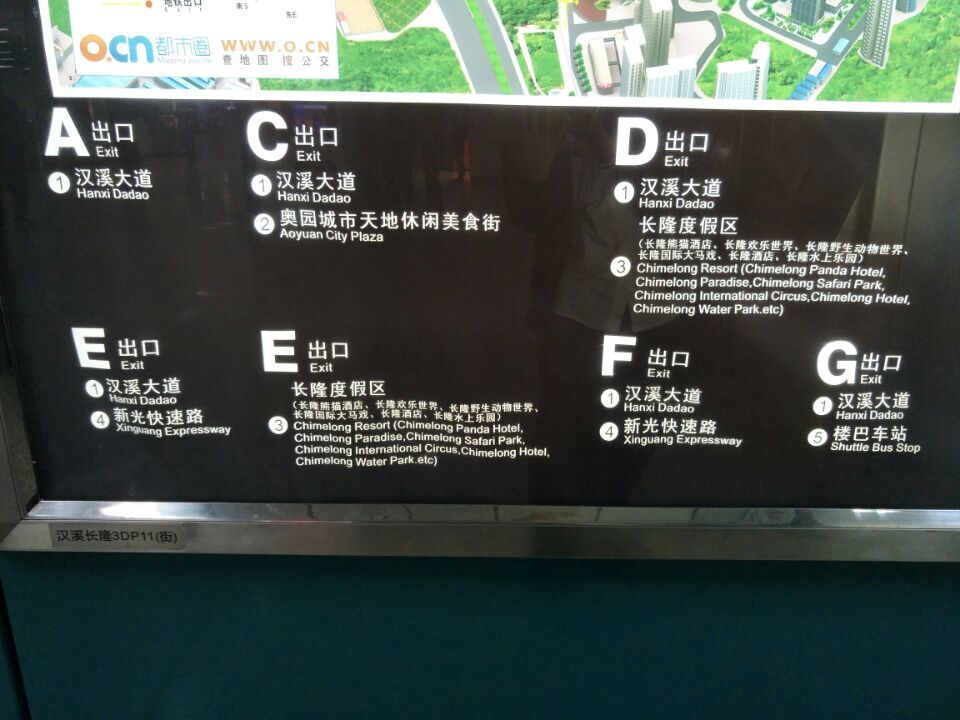 地铁出口
Exit
南S
东E
O.CN 都市圈
Mapping your life
WWW.O.CN
查地图 搜公交
A 出口
Exit
1 汉溪大道
Hanxi Dadao
C 出口
Exit
1 汉溪大道
Hanxi Dadao
2 奥园城市天地休闲美食街
Aoyuan City Plaza
D 出口
Exit
1 汉溪大道
Hanxi Dadao
长隆度假区
(长隆熊猫酒店、长隆欢乐世界、长隆野生动物世界、
长隆国际大马戏、长隆酒店、长隆水上乐园)
3 Chimelong Resort (Chimelong Panda Hotel,
Chimelong Paradise,Chimelong Safari Park,
Chimelong International Circus,Chimelong Hotel,
Chimelong Water Park.etc)
E 出口
Exit
1 汉溪大道
Hanxi Dadao
4 新光快速路
Xinguang Expressway
E 出口
Exit
长隆度假区
(长隆熊猫酒店、长隆欢乐世界、长隆野生动物世界、
长隆国际大马戏、长隆酒店、长隆水上乐园)
3 Chimelong Resort (Chimelong Panda Hotel,
Chimelong Paradise,Chimelong Safari Park,
Chimelong International Circus,Chimelong Hotel,
Chimelong Water Park.etc)
F 出口
Exit
1 汉溪大道
Hanxi Dadao
4 新光快速路
Xinguang Expressway
G 出口
Exit
1 汉溪大道
Hanxi Dadao
5 楼巴车站
Shuttle Bus Stop
汉溪长隆3DP11(街)